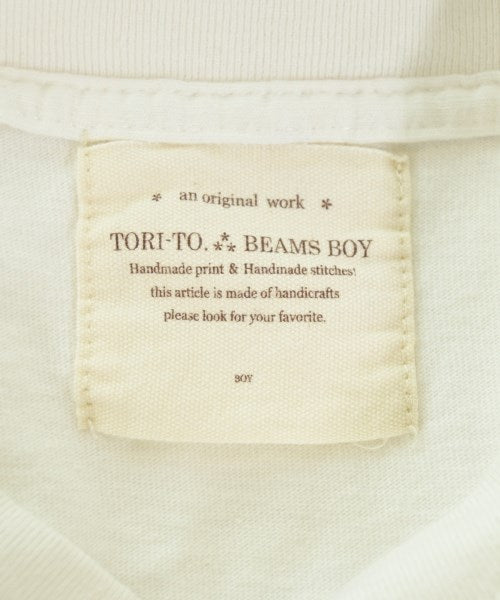 * an original work *
TORI-TO. ⁂ BEAMS BOY
Handmade print & Handmade stitches!
this article is made of handicrafts
please look for your favorite.
BOY